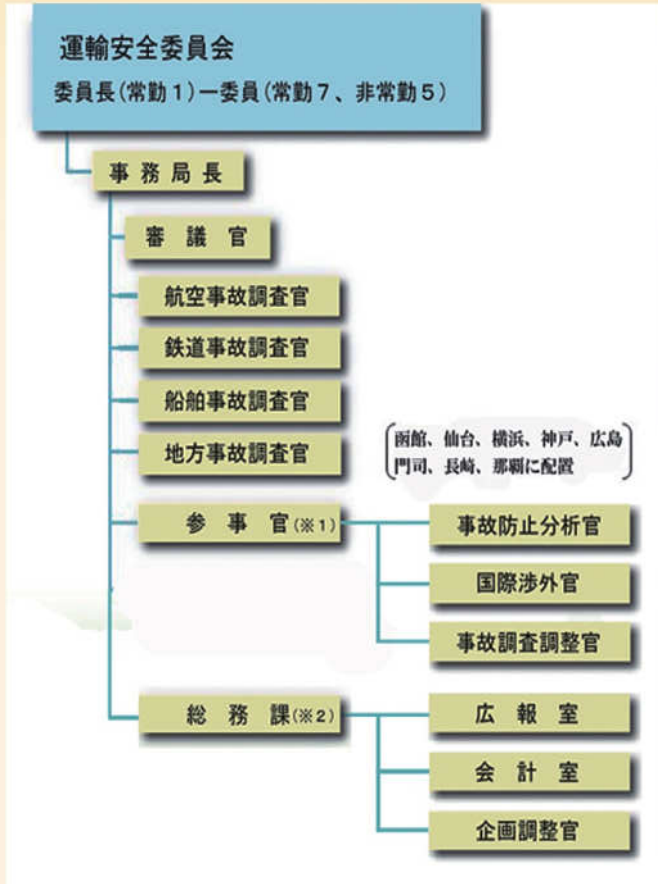 運輸安全委員会
委員長(常勤1)ー委員(常勤7、非常勤5)
事務局長
審議官
航空事故調査官
鉄道事故調査官
船舶事故調査官
地方事故調査官
函館、仙台、横浜、神戸、広島
門司、長崎、那覇に配置
参事官(※1)
事故防止分析官
国際渉外官
事故調査調整官
総務課(※2)
広報室
会計室
企画調整官